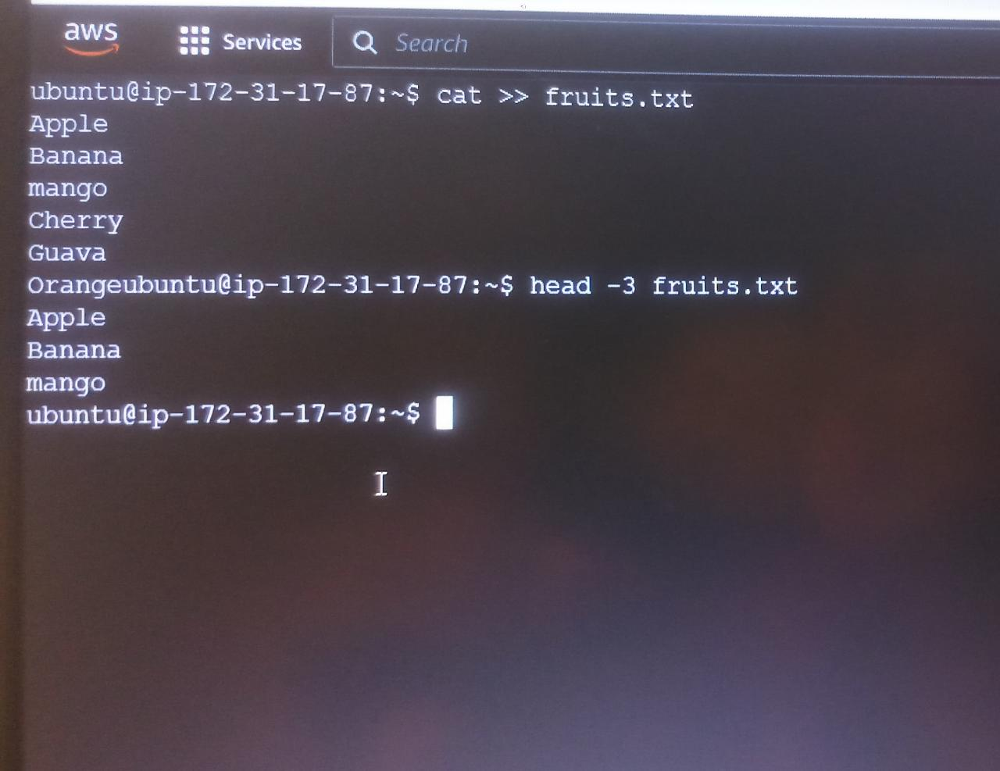 aws Services Search
ubuntu@ip-172-31-17-87:~$ cat >> fruits.txt
Apple
Banana
mango
Cherry
Guava
Orangeubuntu@ip-172-31-17-87:~$ head -3 fruits.txt
Apple
Banana
mango
ubuntu@ip-172-31-17-87:~$